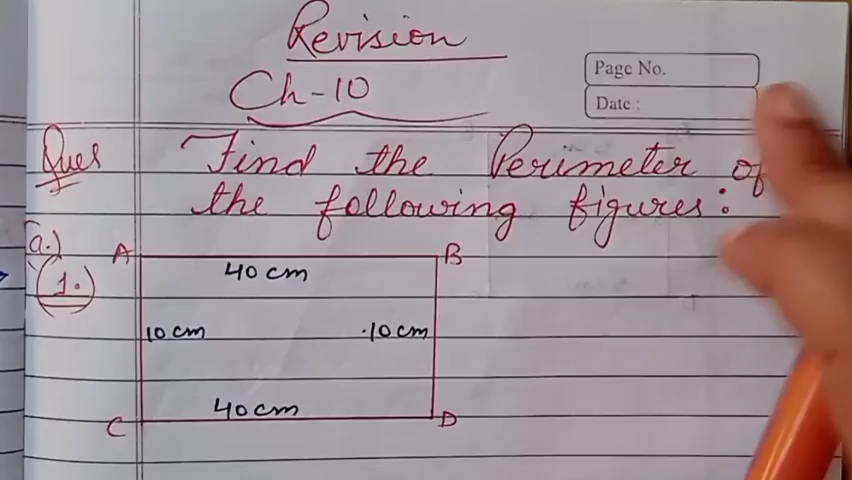 Revision
Page No.
Ch-10
Date :
Ques Find the Perimeter of
the following figures:
a.)
(1.)
A B
40 cm
10 cm 10 cm
40 cm
C D